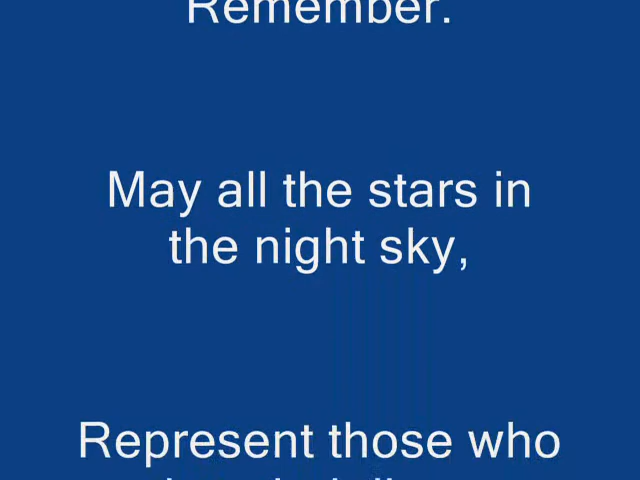 Remember.
May all the stars in
the night sky,
Represent those who